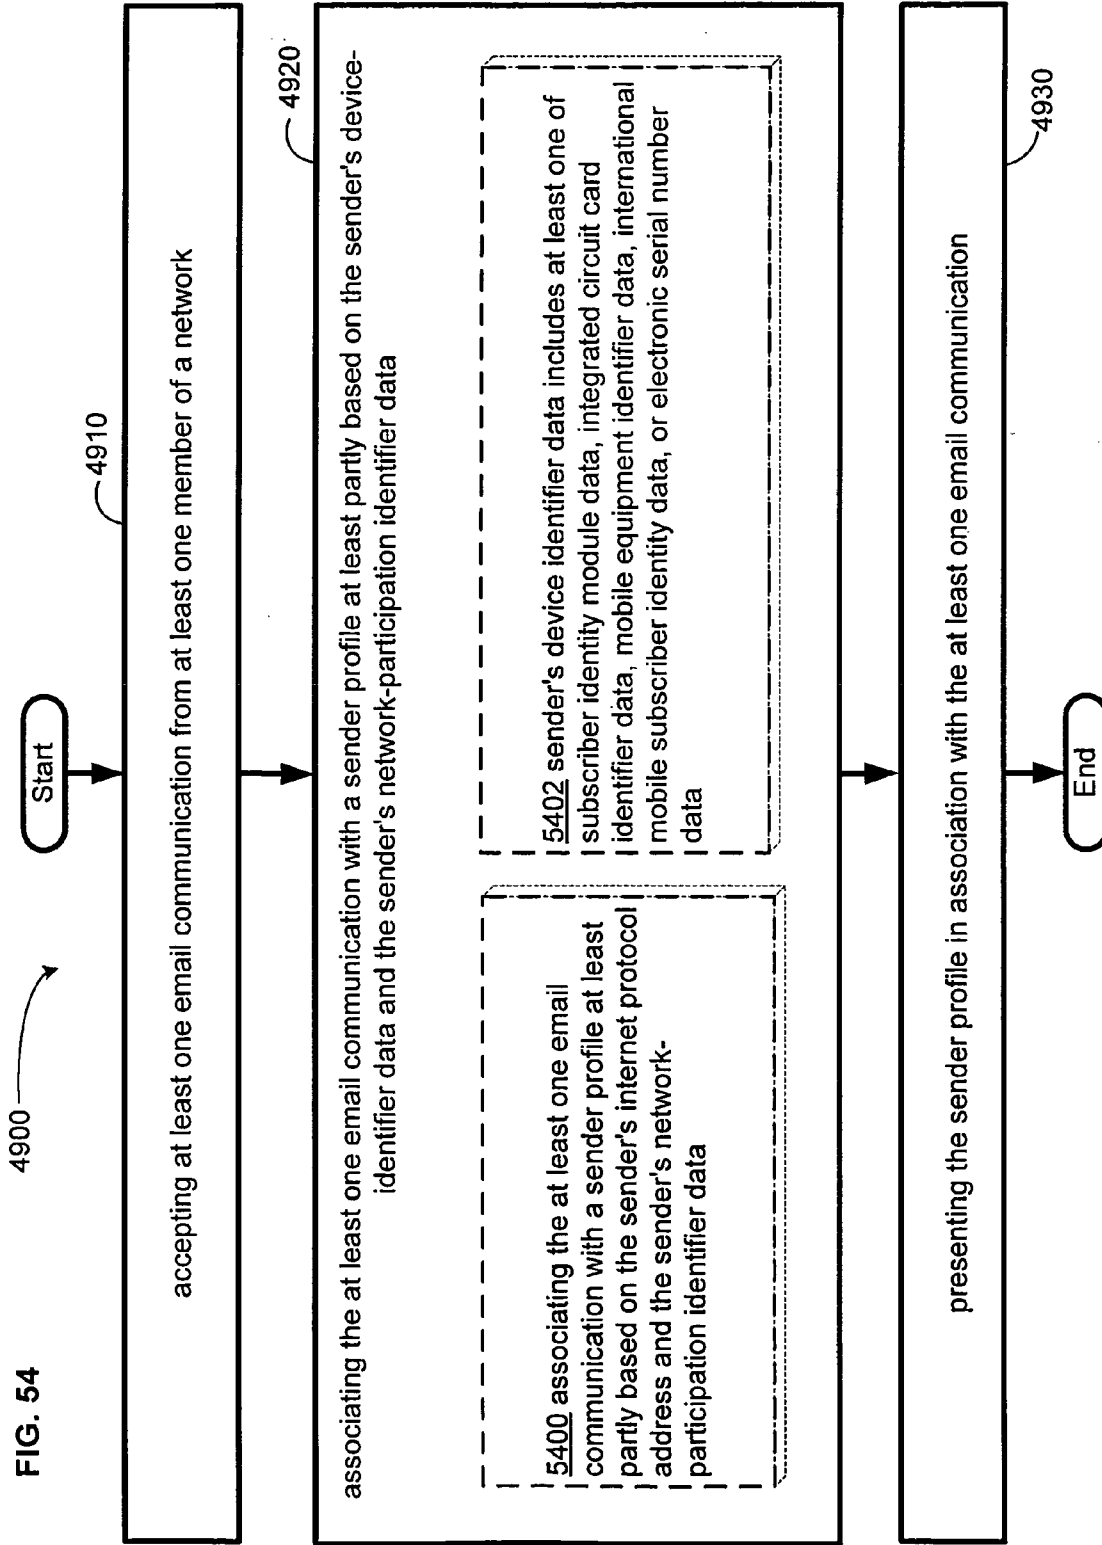 FIG. 54
4900
Start
4910
accepting at least one email communication from at least one member of a network
4920
associating the at least one email communication with a sender profile at least partly based on the sender's device-
identifier data and the sender's network-participation identifier data
5400 associating the at least one email
communication with a sender profile at least
partly based on the sender's internet protocol
address and the sender's network-
participation identifier data
5402 sender's device identifier data includes at least one of
subscriber identity module data, integrated circuit card
identifier data, mobile equipment identifier data, international
mobile subscriber identity data, or electronic serial number
data
presenting the sender profile in association with the at least one email communication
4930
End